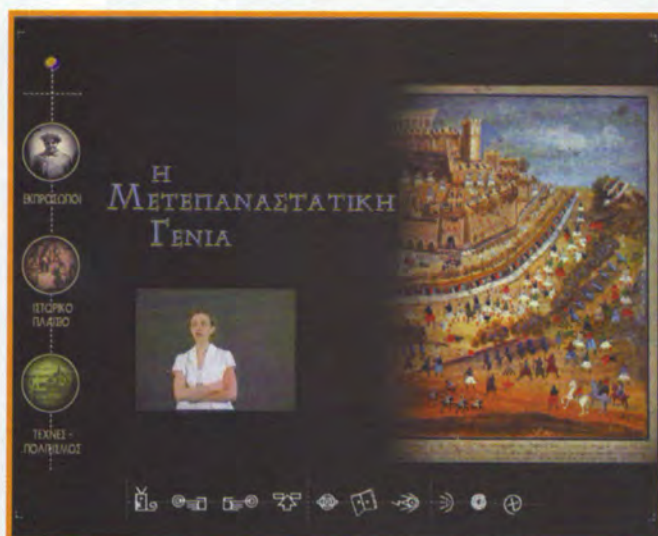 Η
ΜΕΤΕΠΑΝΑΣΤΑΤΙΚΗ
ΓΕΝΙΑ
ΕΚΠΡΟΣΩΠΟΙ
ΙΣΤΟΡΙΚΟ
ΠΛΑΙΣΙΟ
ΤΕΧΝΕΣ -
ΠΟΛΙΤΙΣΜΟΣ